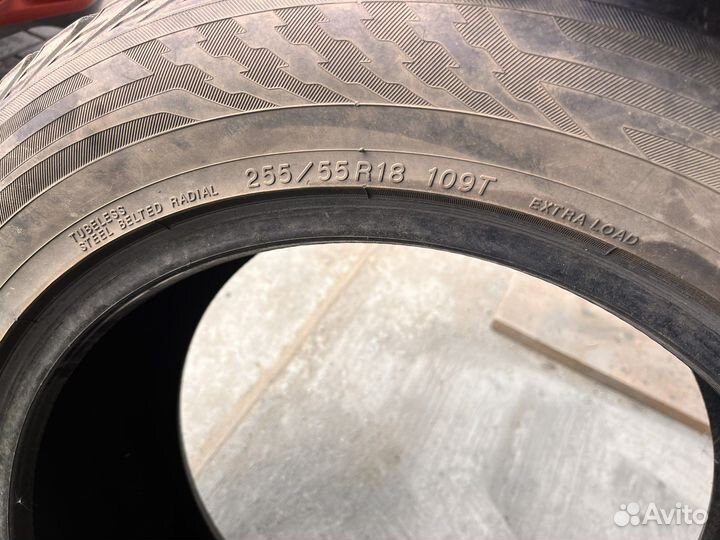 TUBELESS
STEEL BELTED RADIAL
255/55R18 109T
EXTRA LOAD
Avito